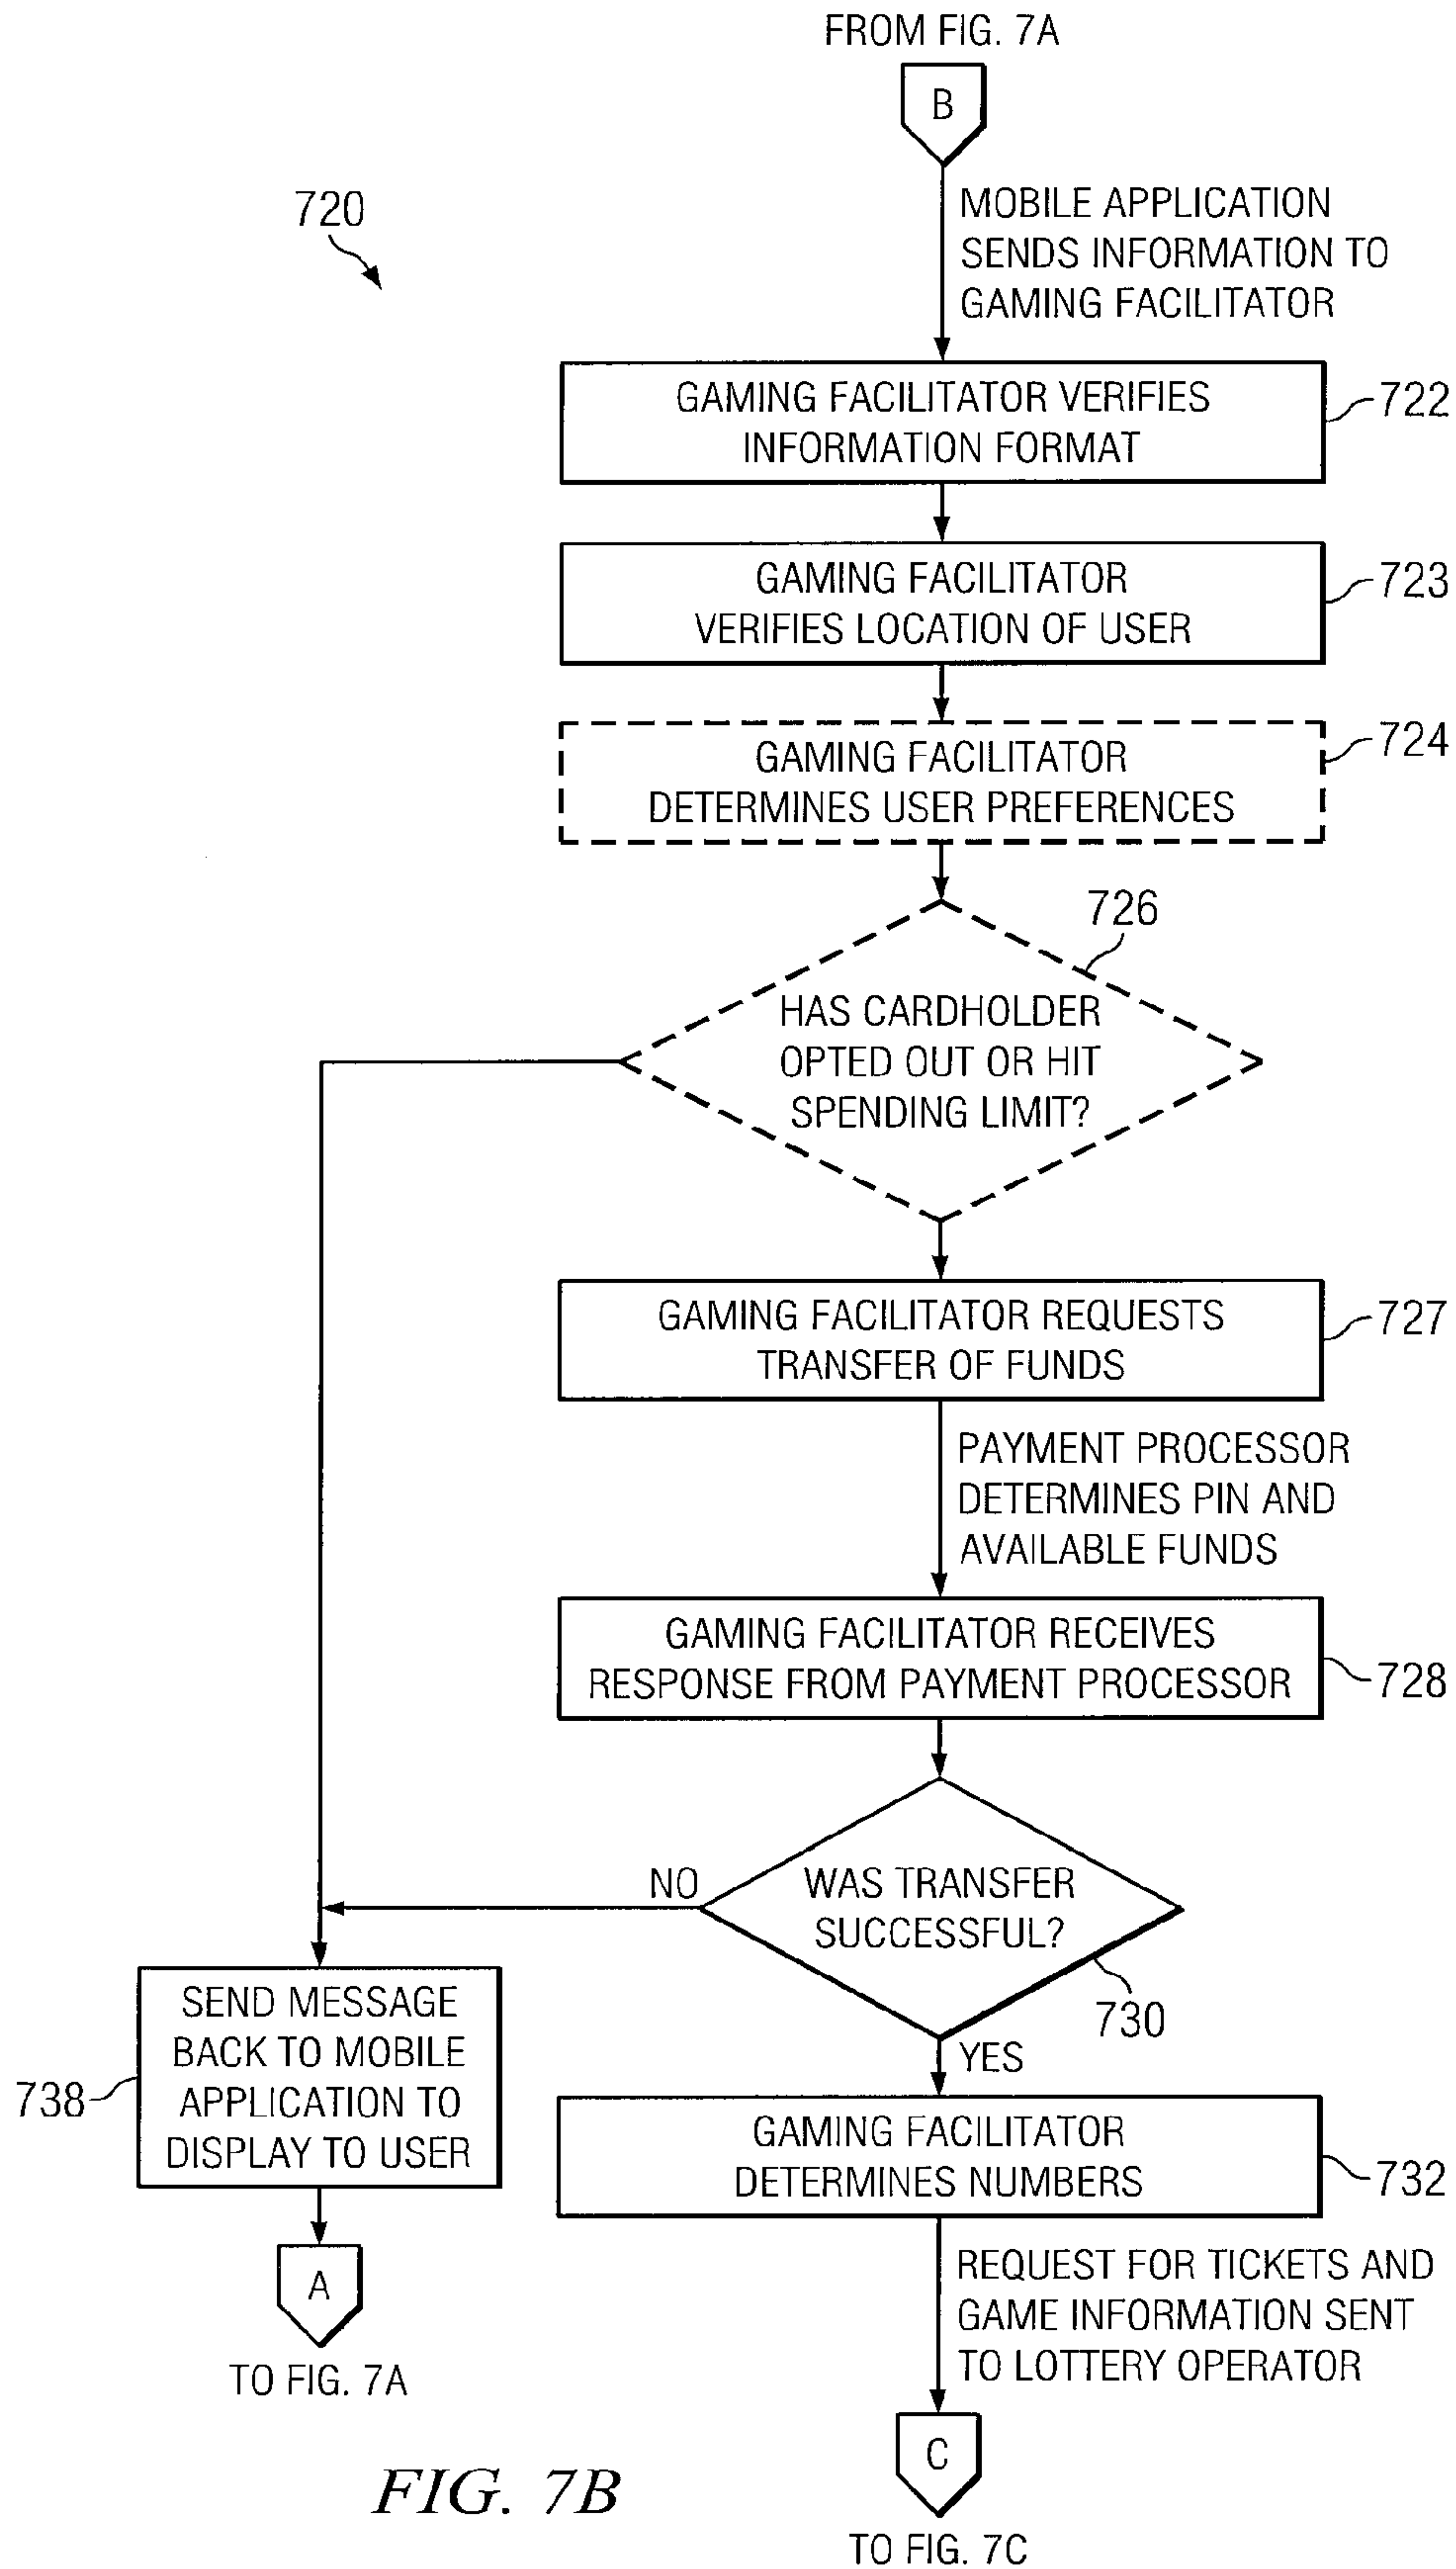 FROM FIG. 7A
B
720
MOBILE APPLICATION
SENDS INFORMATION TO
GAMING FACILITATOR
GAMING FACILITATOR VERIFIES
INFORMATION FORMAT
722
GAMING FACILITATOR
VERIFIES LOCATION OF USER
723
GAMING FACILITATOR
DETERMINES USER PREFERENCES
724
726
HAS CARDHOLDER
OPTED OUT OR HIT
SPENDING LIMIT?
GAMING FACILITATOR REQUESTS
TRANSFER OF FUNDS
727
PAYMENT PROCESSOR
DETERMINES PIN AND
AVAILABLE FUNDS
GAMING FACILITATOR RECEIVES
RESPONSE FROM PAYMENT PROCESSOR
728
NO
WAS TRANSFER
SUCCESSFUL?
730
YES
SEND MESSAGE
BACK TO MOBILE
APPLICATION TO
DISPLAY TO USER
738
GAMING FACILITATOR
DETERMINES NUMBERS
732
A
TO FIG. 7A
REQUEST FOR TICKETS AND
GAME INFORMATION SENT
TO LOTTERY OPERATOR
C
TO FIG. 7C
FIG. 7B